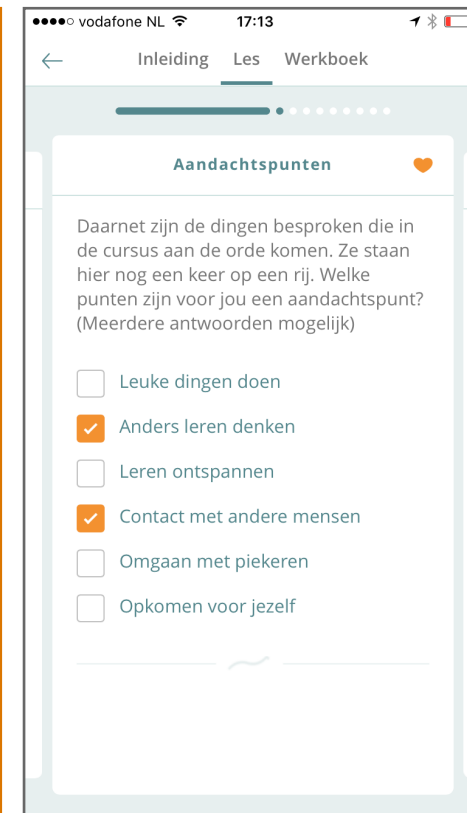 vodafone NL 17:13
Inleiding Les Werkboek
Aandachtspunten
Daarnet zijn de dingen besproken die in
de cursus aan de orde komen. Ze staan
hier nog een keer op een rij. Welke
punten zijn voor jou een aandachtspunt?
(Meerdere antwoorden mogelijk)
Leuke dingen doen
Anders leren denken
Leren ontspannen
Contact met andere mensen
Omgaan met piekeren
Opkomen voor jezelf